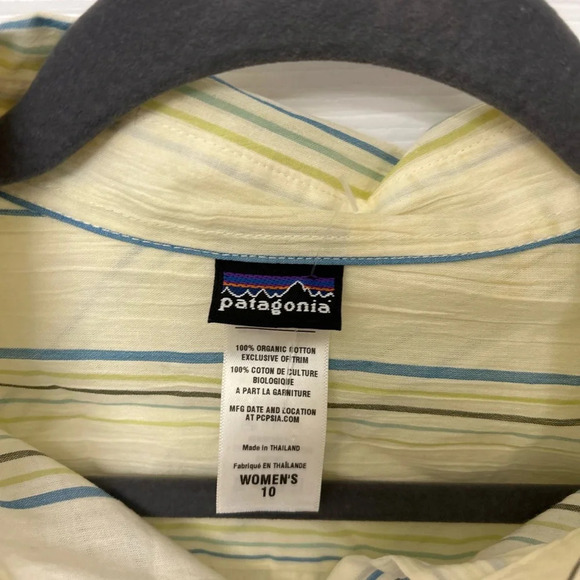 patagonia
100% ORGANIC COTTON
EXCLUSIVE OF TRIM
100% COTON DE CULTURE
BIOLOGIQUE
A PART LA GARNITURE
MFG DATE AND LOCATION
AT PCPSIA.COM
Made in THAILAND
Fabriqué EN THAÏLANDE
WOMEN'S
10